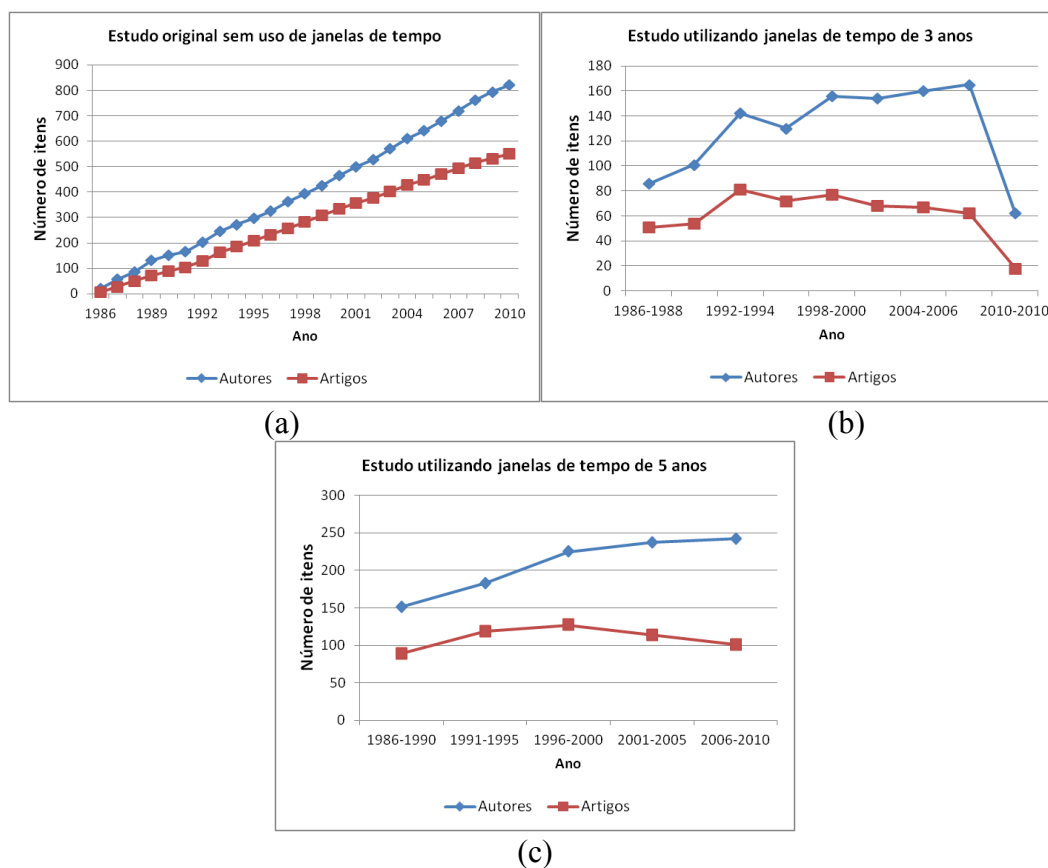 Estudo original sem uso de janelas de tempo
Número de itens
900
800
700
600
500
400
300
200
100
0
1986 1989 1992 1995 1998 2001 2004 2007 2010
Ano
Autores Artigos
(a)
Estudo utilizando janelas de tempo de 3 anos
Número de itens
180
160
140
120
100
80
60
40
20
0
1986-1988 1992-1994 1998-2000 2004-2006 2010-2010
Ano
Autores Artigos
(b)
Estudo utilizando janelas de tempo de 5 anos
Número de itens
300
250
200
150
100
50
0
1986-1990 1991-1995 1996-2000 2001-2005 2006-2010
Ano
Autores Artigos
(c)